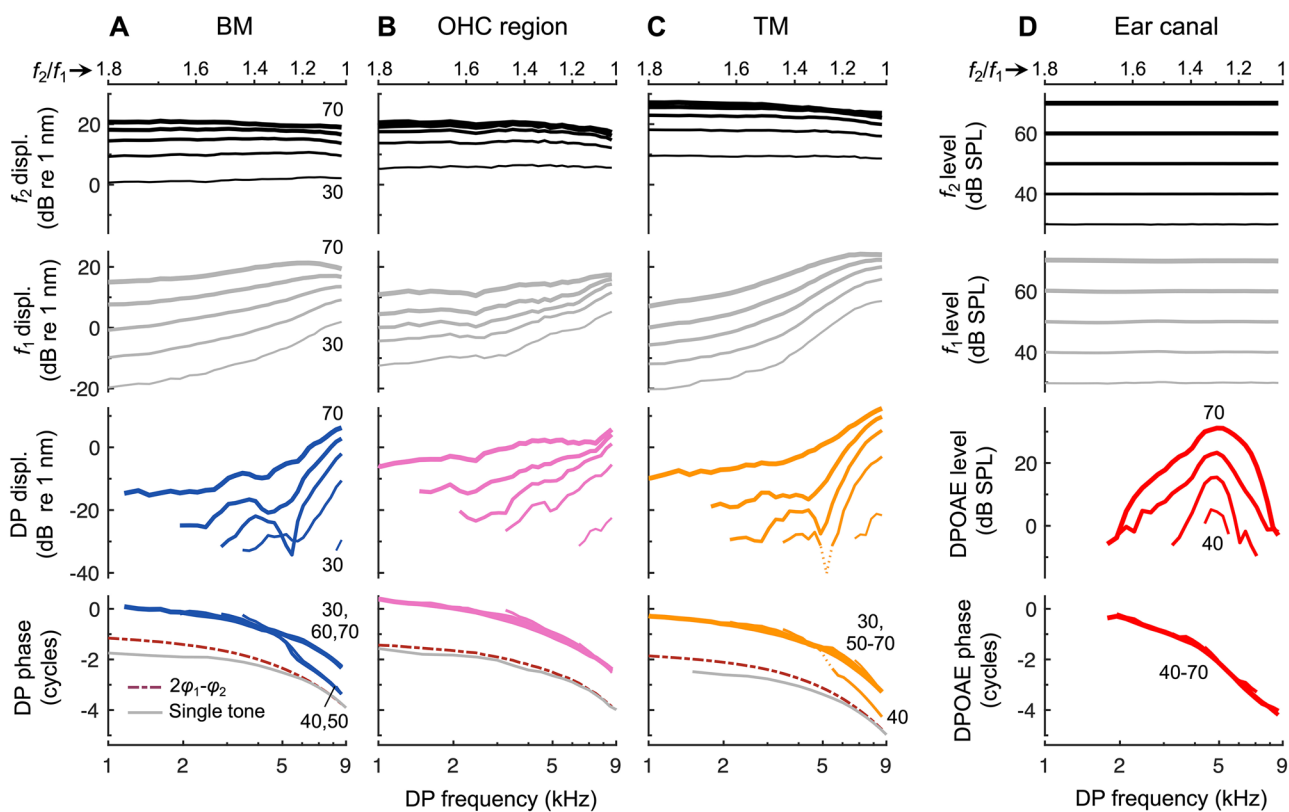 A BM
B OHC region
C TM
D Ear canal
f2/f1→
1.8 1.6 1.4 1.2 1
1.8 1.6 1.4 1.2 1
1.8 1.6 1.4 1.2 1
f2/f1→
1.8 1.6 1.4 1.2 1
f2 displ.
(dB re 1 nm)
20
0
70
30
f2 level
(dB SPL)
60
40
f1 displ.
(dB re 1 nm)
20
0
-20
70
30
f1 level
(dB SPL)
60
40
DP displ.
(dB re 1 nm)
0
-20
-40
70
30
DPOAE level
(dB SPL)
20
0
70
40
DP phase
(cycles)
0
-2
-4
30,
60,70
2φ1-φ2
Single tone
40,50
30,
50-70
40
DPOAE phase
(cycles)
0
-2
-4
40-70
1 2 5 9
1 2 5 9
1 2 5 9
1 2 5 9
DP frequency (kHz)
DP frequency (kHz)